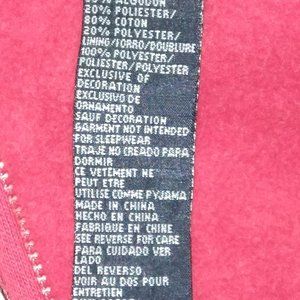 ALGODON
20% POLIESTER/
80% COTON
20% POLYESTER/
LINING/FORRO/DOUBLURE
100% POLYESTER/
POLIESTER/POLYESTER
EXCLUSIVE OF
DECORATION
EXCLUSIVO DE
ORNAMENTO
SAUF DECORATION
GARMENT NOT INTENDED
FOR SLEEPWEAR
TRAJE NO CREADO PARA
DORMIR
CE VETEMENT NE
PEUT ETRE
UTILISE COMME PYJAMA
MADE IN CHINA
HECHO EN CHINA
FABRIQUE EN CHINE
SEE REVERSE FOR CARE
PARA CUIDADO VER
LADO
DEL REVERSO
VOIR AU DOS POUR
ENTRETIEN